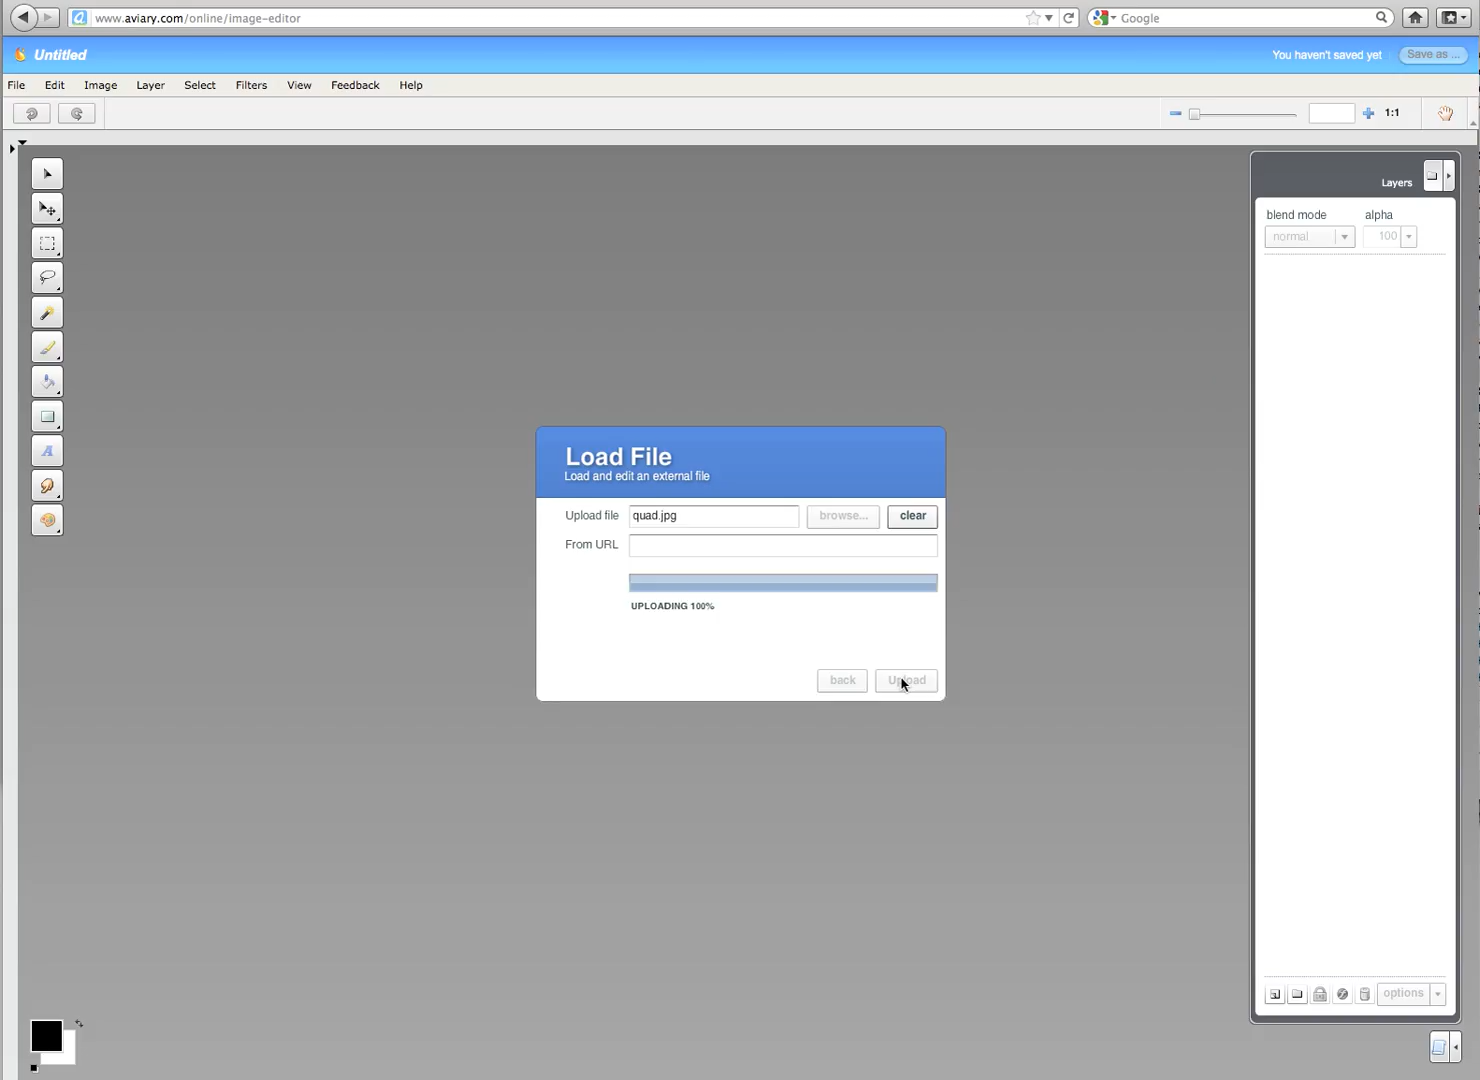 www.aviary.com/online/image-editor
Google
Untitled
You haven't saved yet
Save as ...
File Edit Image Layer Select Filters View Feedback Help
1:1
Layers
blend mode alpha
normal 100
Load File
Load and edit an external file
Upload file quad.jpg browse... clear
From URL
UPLOADING 100%
back Upload
options